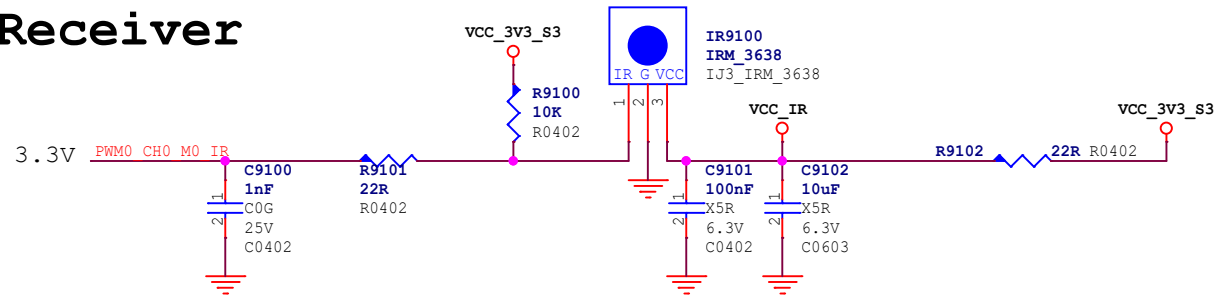 Receiver
VCC_3V3_S3
IR9100
IRM_3638
IJ3_IRM_3638
IR G VCC
1
2
3
R9100
10K
R0402
VCC_IR
VCC_3V3_S3
3.3V
PWM0_CH0_M0_IR
R9101
22R
R0402
C9100
1nF
C0G
25V
C0402
1
2
C9101
100nF
X5R
6.3V
C0402
1
2
C9102
10uF
X5R
6.3V
C0603
1
2
R9102
22R R0402